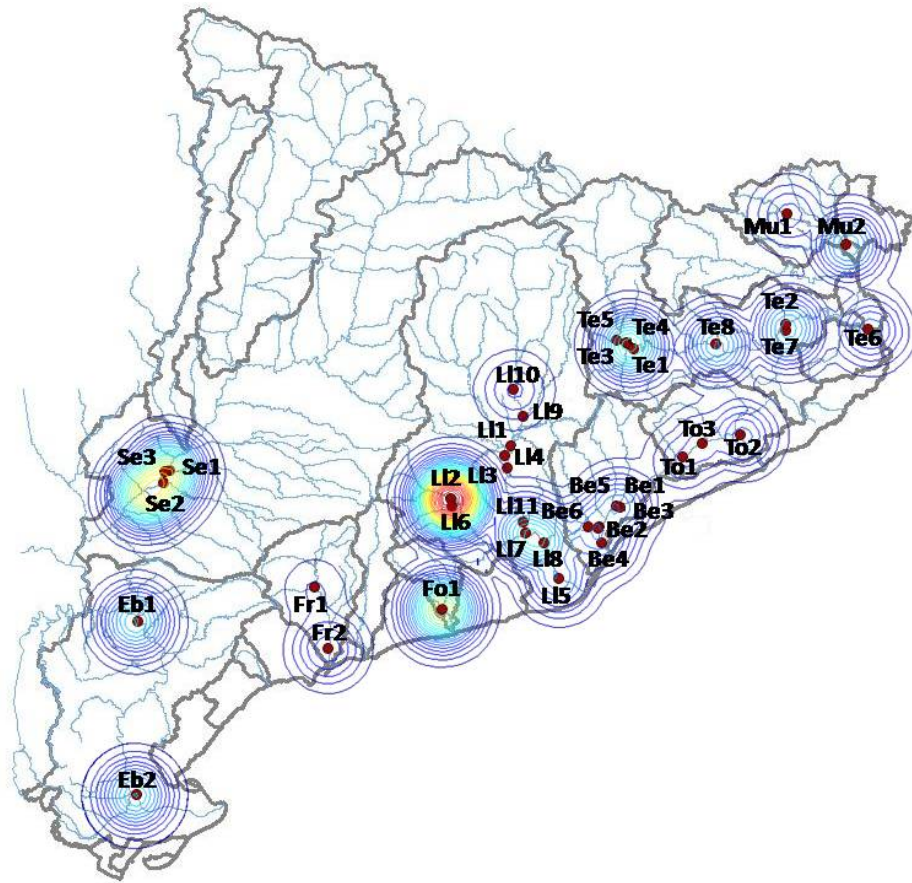 Mu1
Mu2
Te5
Te4
Te8
Te2
Te3
Te1
Te7
Te6
Ll10
Ll9
Ll1
To3
To2
Se3
Se1
Ll4
To1
Ll2
Ll3
Se2
Ll6
Ll11
Be6
Be5
Be1
Be3
Be2
Ll7
Ll8
Be4
Ll5
Eb1
Fr1
Fo1
Fr2
Eb2